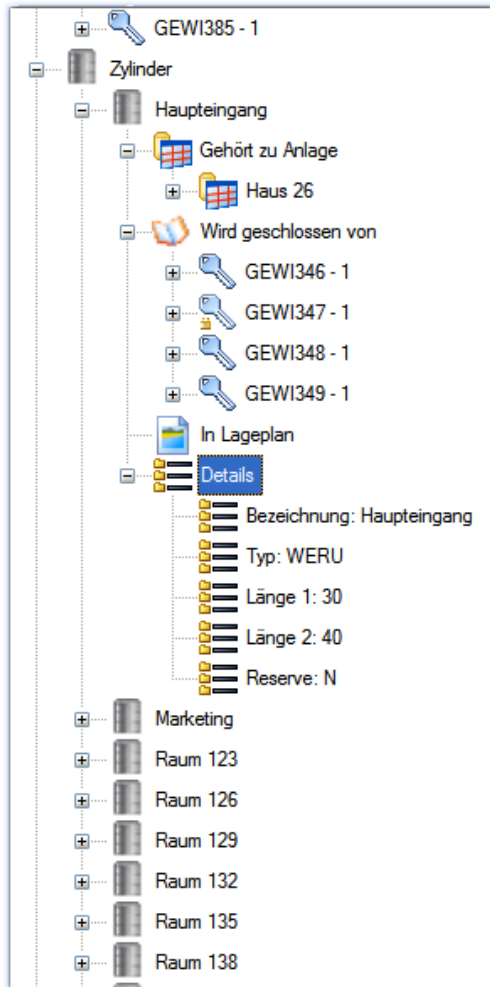 GEWI385 - 1
Zylinder
Haupteingang
Gehört zu Anlage
Haus 26
Wird geschlossen von
GEWI346 - 1
GEWI347 - 1
GEWI348 - 1
GEWI349 - 1
In Lageplan
Details
Bezeichnung: Haupteingang
Typ: WERU
Länge 1: 30
Länge 2: 40
Reserve: N
Marketing
Raum 123
Raum 126
Raum 129
Raum 132
Raum 135
Raum 138